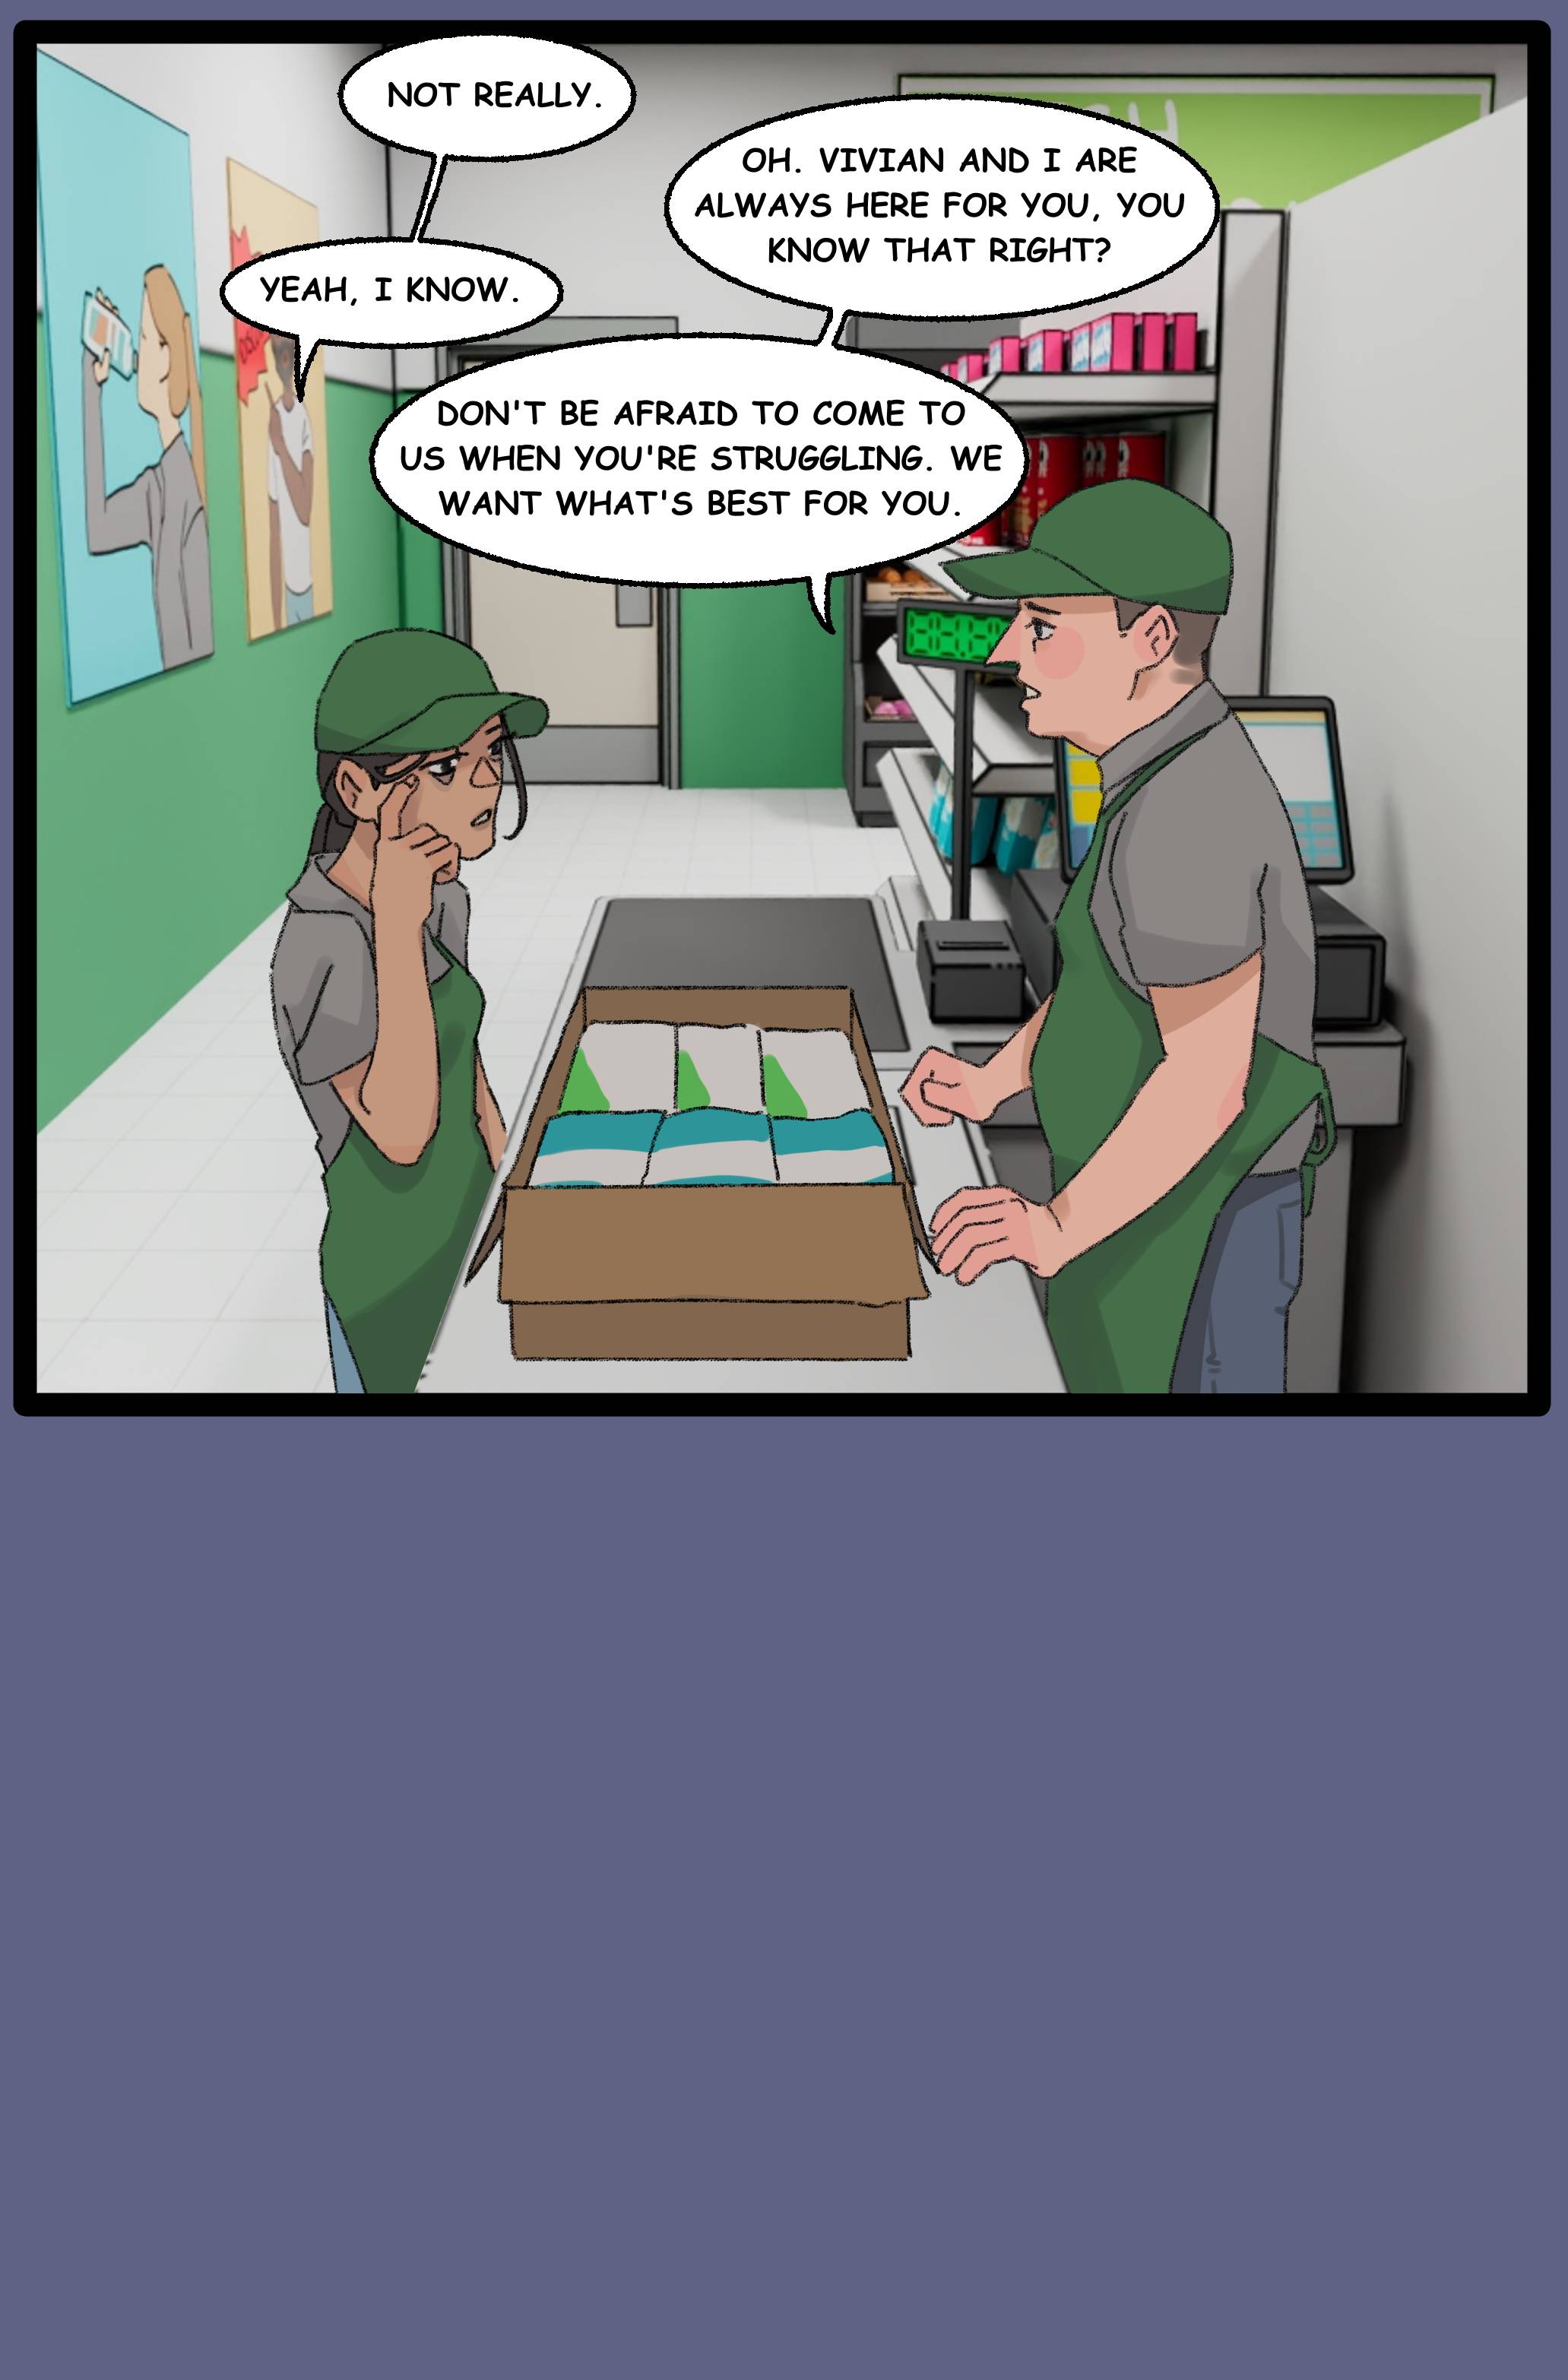 NOT REALLY.
OH. VIVIAN AND I ARE
ALWAYS HERE FOR YOU, YOU
KNOW THAT RIGHT?
YEAH, I KNOW.
DON'T BE AFRAID TO COME TO
US WHEN YOU'RE STRUGGLING. WE
WANT WHAT'S BEST FOR YOU.